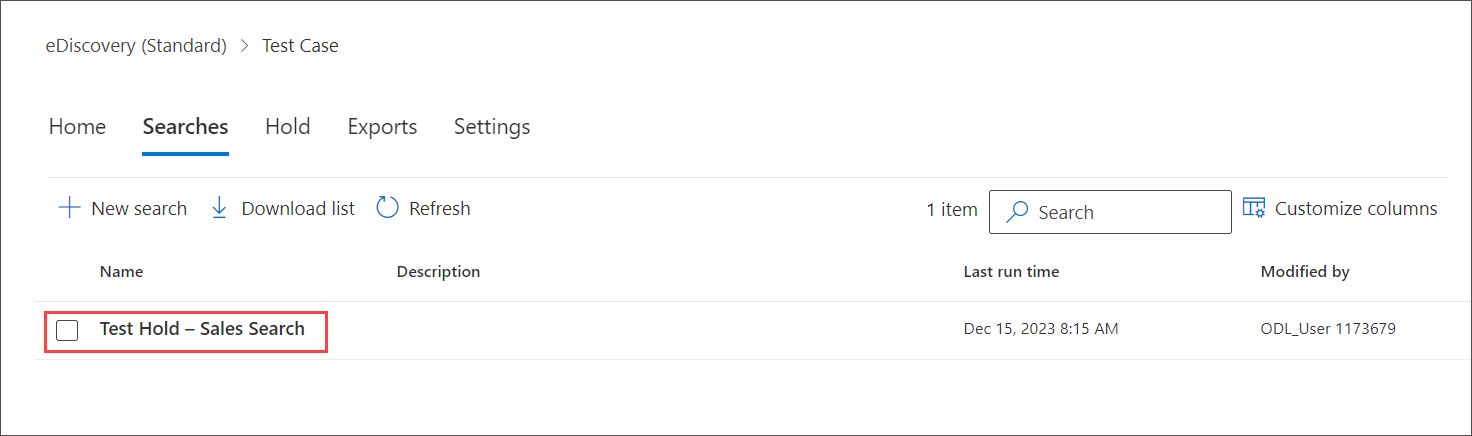 eDiscovery (Standard) > Test Case
Home Searches Hold Exports Settings
New search Download list Refresh 1 item Search Customize columns
Name Description Last run time Modified by
Test Hold – Sales Search Dec 15, 2023 8:15 AM ODL_User 1173679